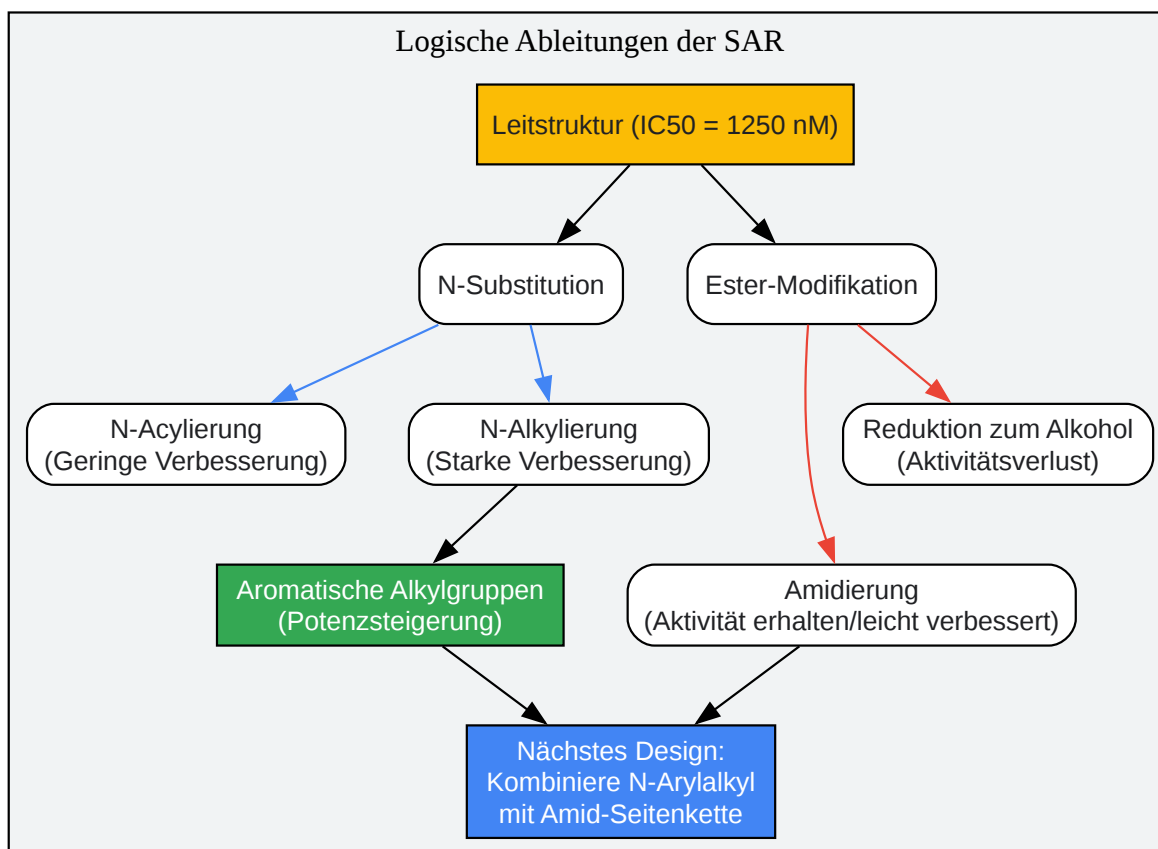 Logische Ableitungen der SAR
Leitstruktur (IC50 = 1250 nM)
N-Substitution
Ester-Modifikation
N-Acylierung
(Geringe Verbesserung)
N-Alkylierung
(Starke Verbesserung)
Reduktion zum Alkohol
(Aktivitätsverlust)
Aromatische Alkylgruppen
(Potenzsteigerung)
Amidierung
(Aktivität erhalten/leicht verbessert)
Nächstes Design:
Kombiniere N-Arylalkyl
mit Amid-Seitenkette